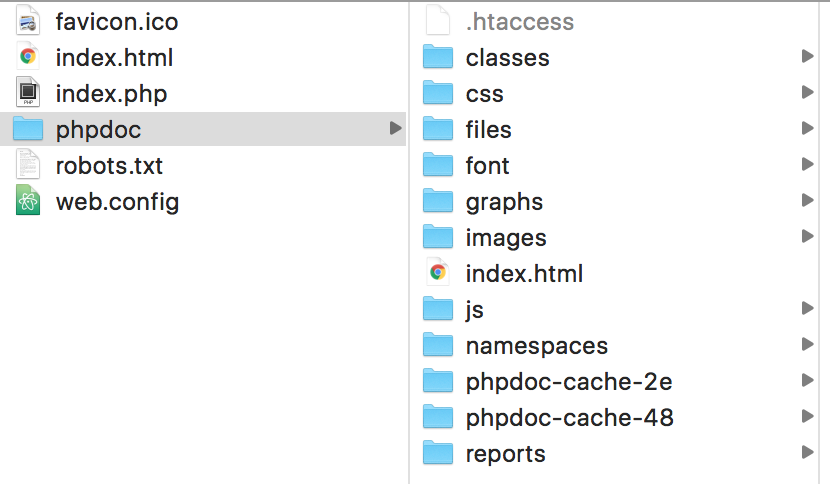 favicon.ico
index.html
index.php
phpdoc
robots.txt
web.config
.htaccess
classes
css
files
font
graphs
images
index.html
js
namespaces
phpdoc-cache-2e
phpdoc-cache-48
reports